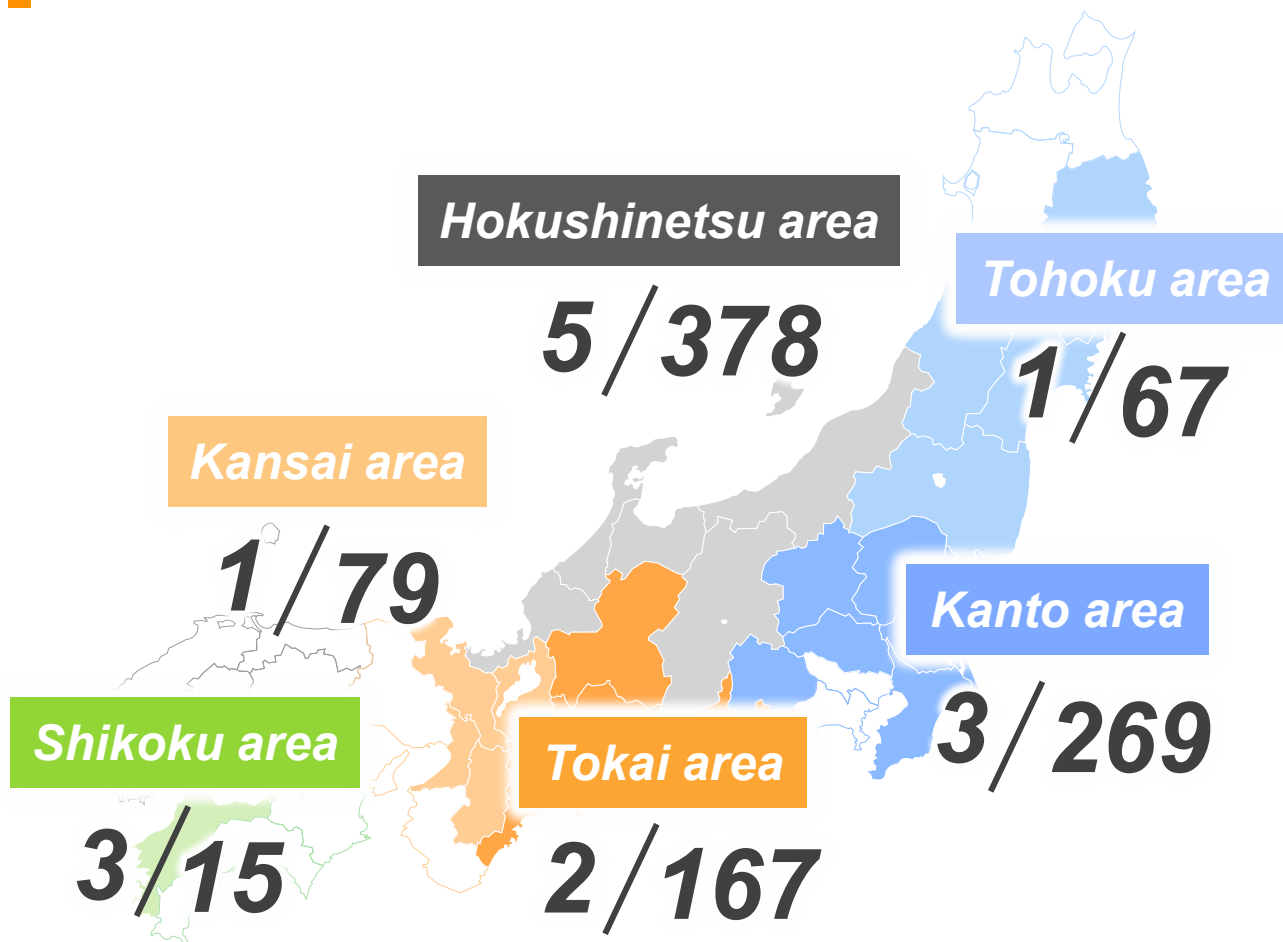 Hokushinetsu area
5/378
Tohoku area
1/67
Kansai area
1/79
Kanto area
3/269
Shikoku area
3/15
Tokai area
2/167